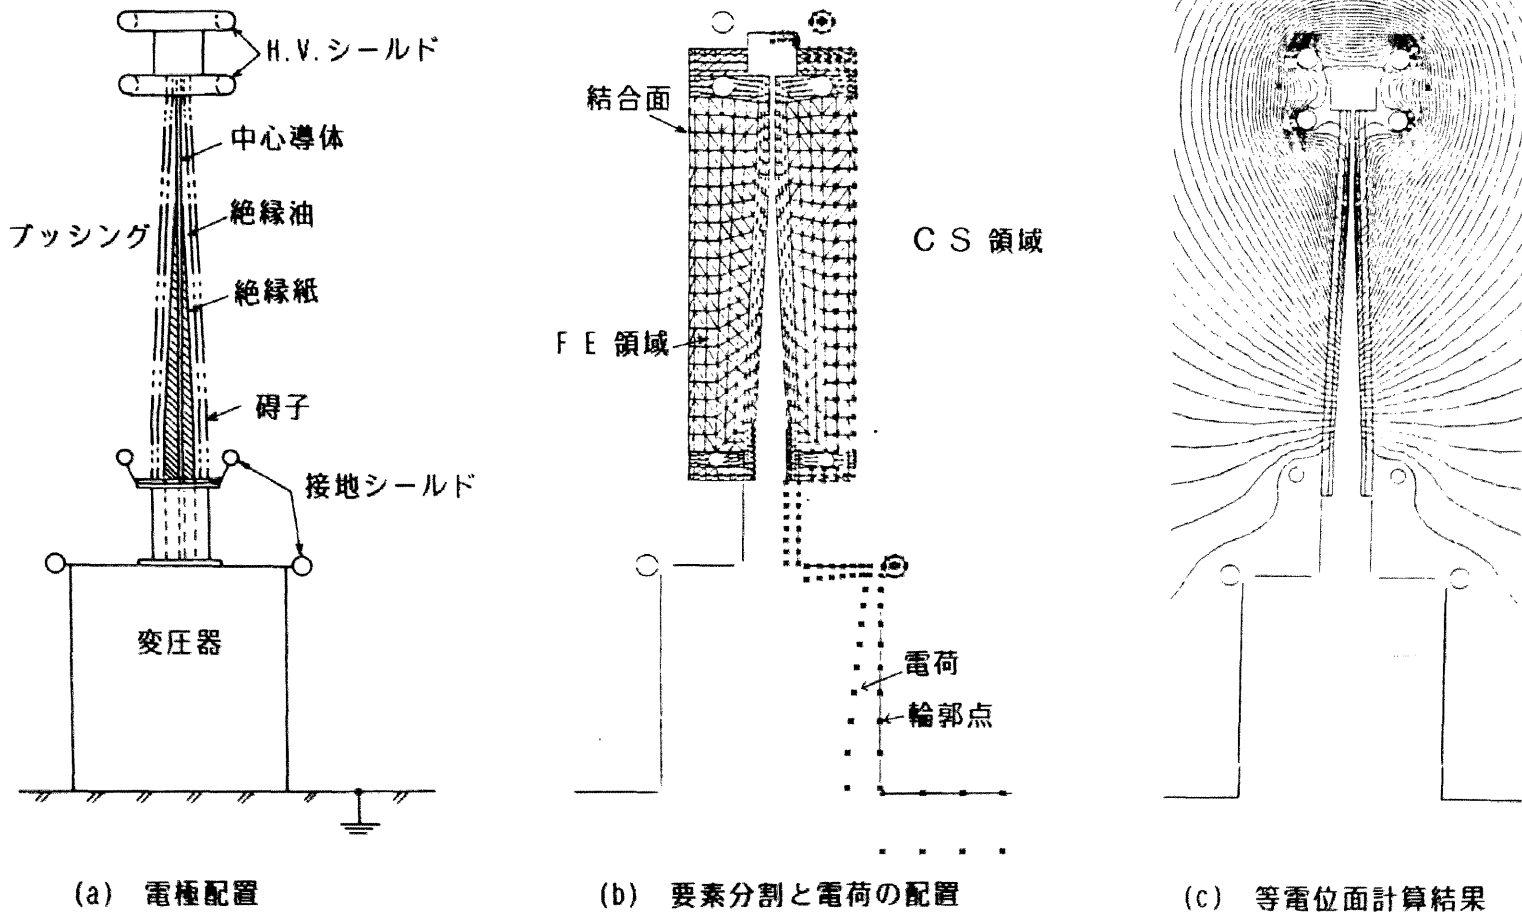 H.V.シールド
中心導体
絶縁油
ブッシング
絶縁紙
碍子
接地シールド
変圧器
(a) 電極配置
結合面
CS 領域
FE 領域
電荷
輪郭点
(b) 要素分割と電荷の配置
(c) 等電位面計算結果